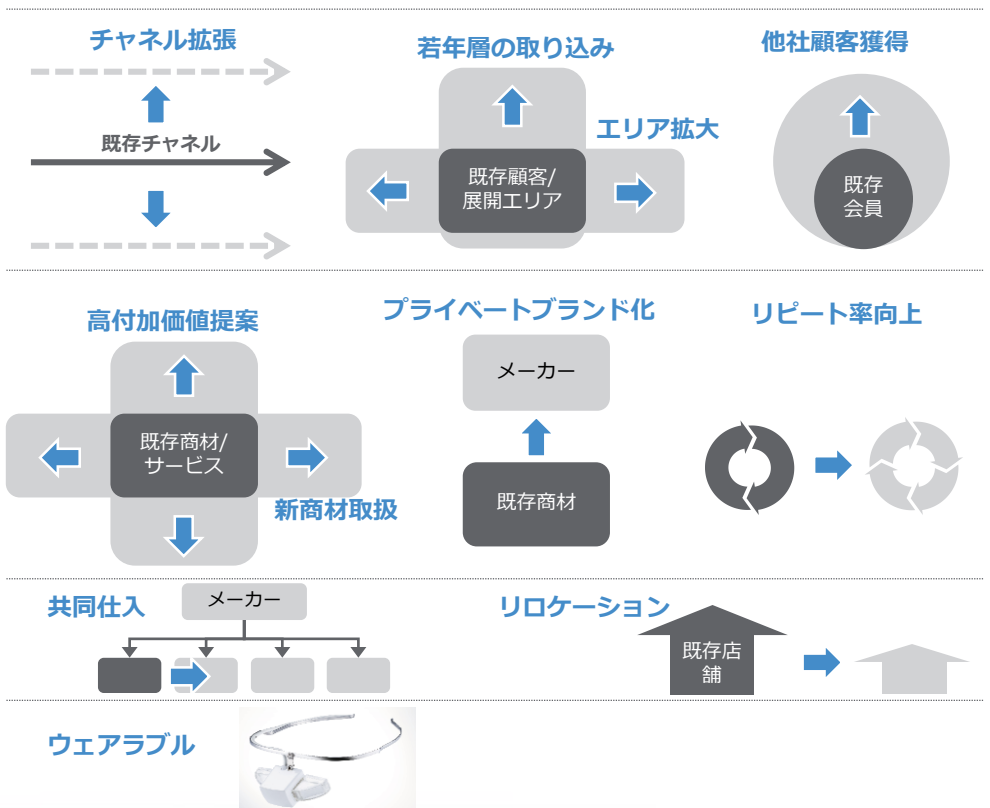 チャネル拡張
若年層の取り込み
他社顧客獲得
既存チャネル
エリア拡大
既存顧客/
展開エリア
既存
会員
高付加価値提案
プライベートブランド化
リピート率向上
メーカー
既存商材/
サービス
新商材取扱
既存商材
共同仕入
メーカー
リロケーション
既存店
舗
ウェアラブル